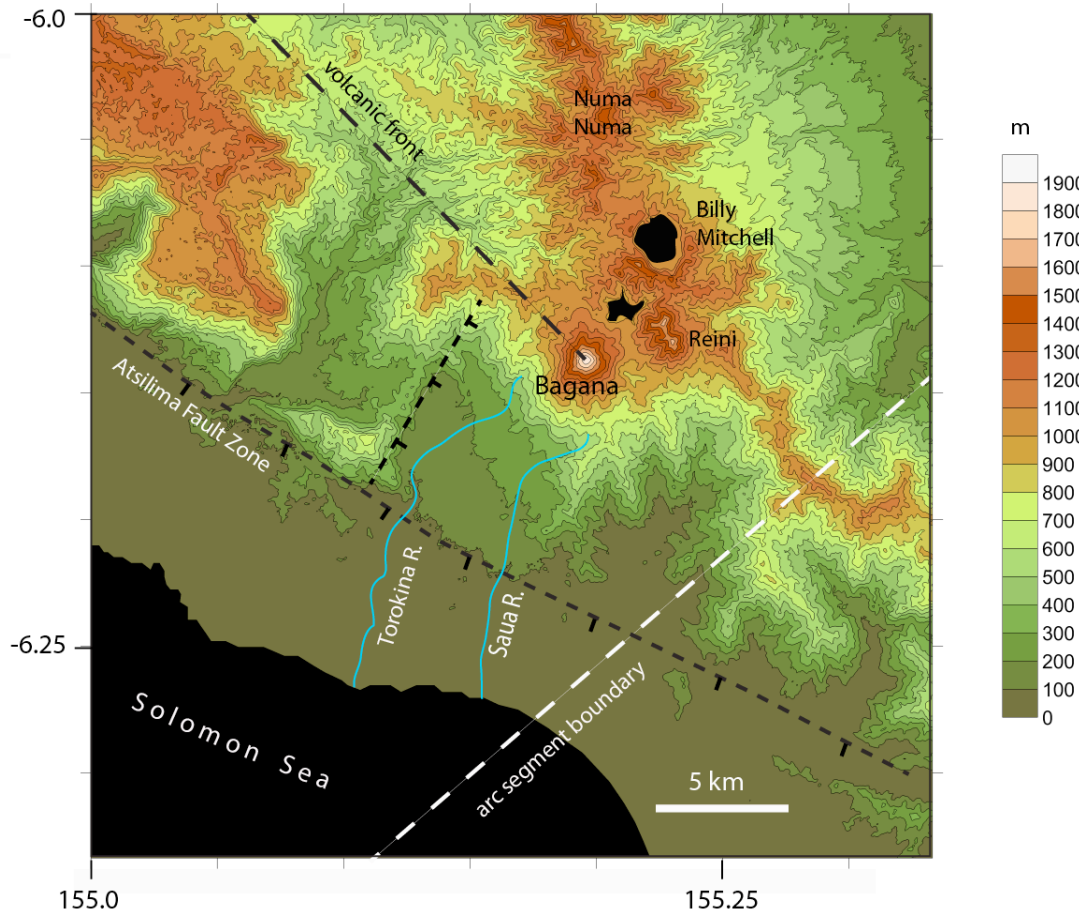 -6.0
volcanic front
Numa
Numa
m
1900
1800
1700
1600
1500
1400
1300
1200
1100
1000
900
800
700
600
500
400
300
200
100
0
Billy
Mitchell
Reini
Bagana
Atsilima Fault Zone
Torokina R.
Saua R.
-6.25
arc segment boundary
Solomon Sea
5 km
155.0
155.25